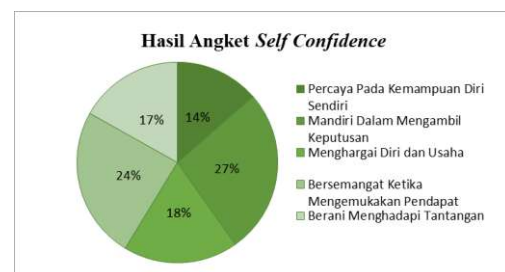 Hasil Angket Self Confidence
14%
27%
18%
24%
17%
Percaya Pada Kemampuan Diri
Sendiri
Mandiri Dalam Mengambil
Keputusan
Menghargai Diri dan Usaha
Bersemangat Ketika
Mengemukakan Pendapat
Berani Menghadapi Tantangan